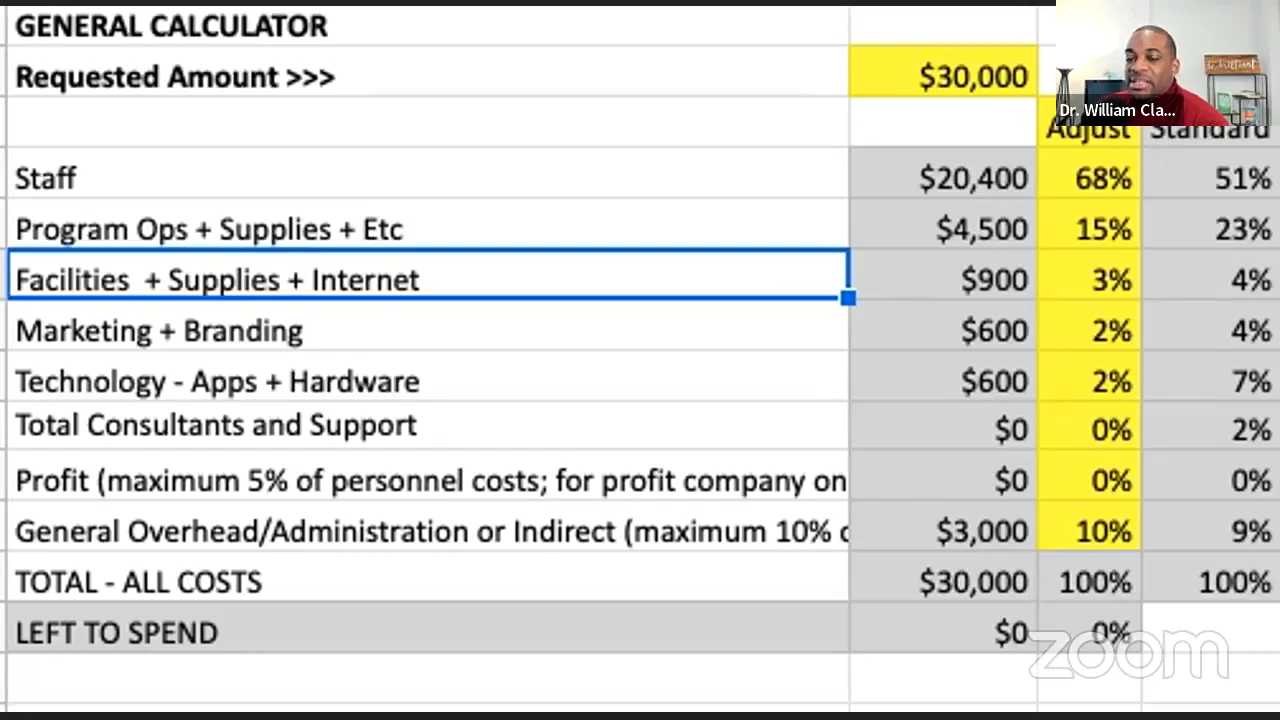 GENERAL CALCULATOR
Requested Amount >>> $30,000
Dr. William Cla...
Adjust Standard
Staff $20,400 68% 51%
Program Ops + Supplies + Etc $4,500 15% 23%
Facilities + Supplies + Internet $900 3% 4%
Marketing + Branding $600 2% 4%
Technology - Apps + Hardware $600 2% 7%
Total Consultants and Support $0 0% 2%
Profit (maximum 5% of personnel costs; for profit company on $0 0% 0%
General Overhead/Administration or Indirect (maximum 10% $3,000 10% 9%
TOTAL - ALL COSTS $30,000 100% 100%
LEFT TO SPEND $0 0%
zoom